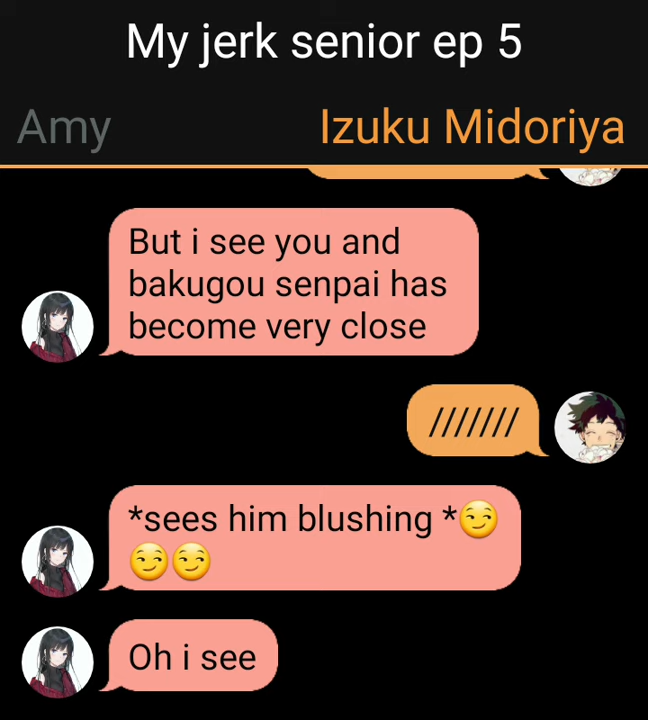 My jerk senior ep 5
Amy
Izuku Midoriya
But i see you and
bakugou senpai has
become very close
///////
*sees him blushing *😏
😏😏
Oh i see